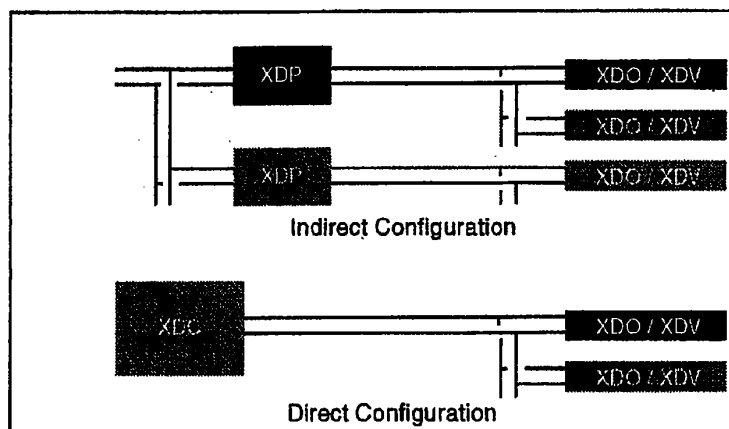 XDP
XDO / XDV
XDO / XDV
XDP
XDO / XDV
Indirect Configuration
XDC
XDO / XDV
XDO / XDV
Direct Configuration